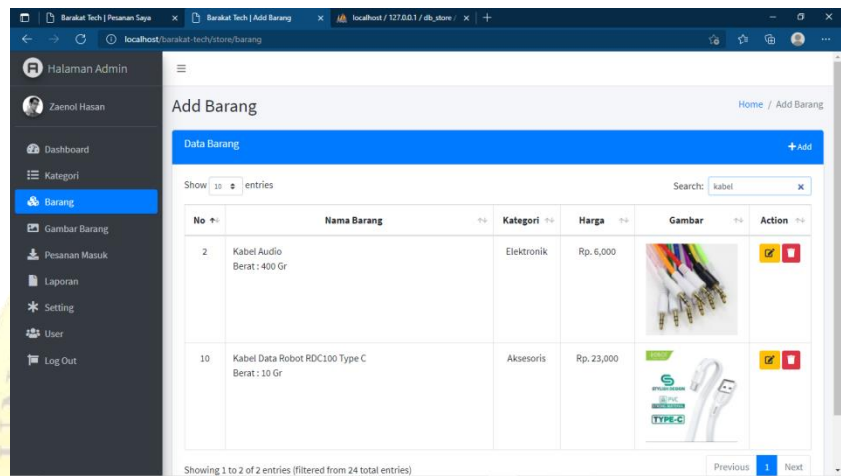 Barakat Tech | Pesanan Saya
Barakat Tech | Add Barang
localhost / 127.0.0.1 / db_store /
localhost/barakat-tech/store/barang
Halaman Admin
Zaenol Hasan
Dashboard
Kategori
Barang
Gambar Barang
Pesanan Masuk
Laporan
Setting
User
Log Out
Add Barang
Home / Add Barang
Data Barang
Add
Show 10 entries
Search: kabel
No Nama Barang Kategori Harga Gambar Action
2 Kabel Audio Elektronik Rp. 6,000
Berat : 400 Gr
10 Kabel Data Robot RDC100 Type C Aksesoris Rp. 23,000
Berat : 10 Gr
PVC
TYPE-C
Showing 1 to 2 of 2 entries (filtered from 24 total entries)
Previous 1 Next